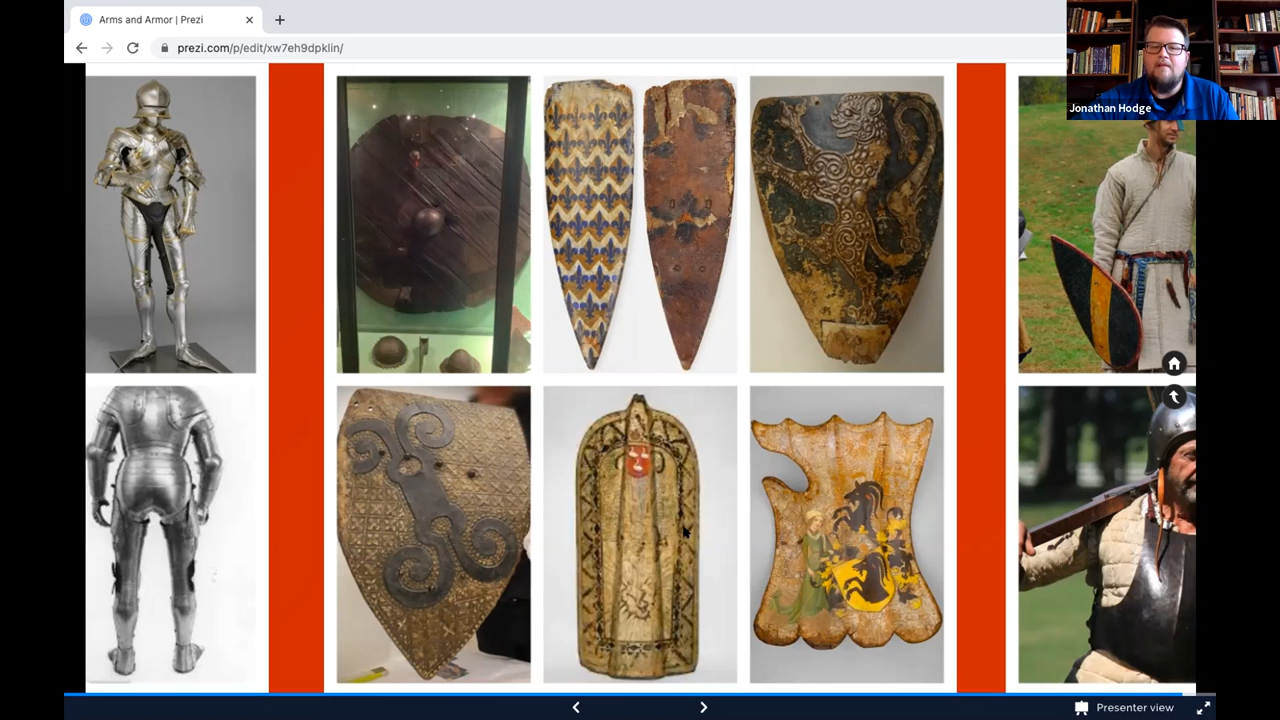 Arms and Armor | Prezi
prezi.com/p/edit/xw7eh9dpklin/
Jonathan Hodge
Presenter view